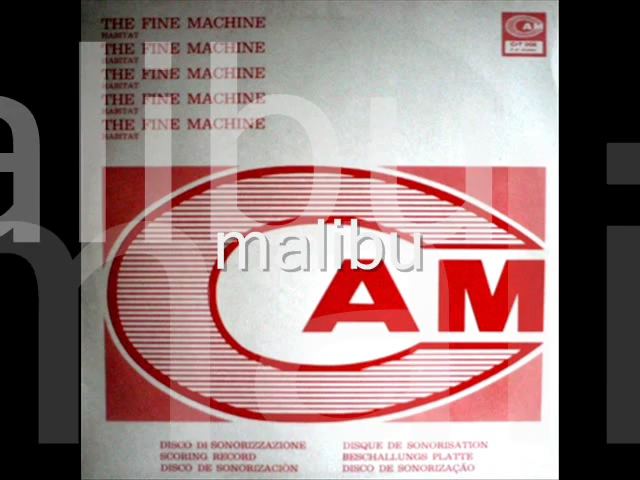 THE FINE MACHINE
HABITAT
THE FINE MACHINE
HABITAT
THE FINE MACHINE
HABITAT
THE FINE MACHINE
HABITAT
THE FINE MACHINE
HABITAT
CAM
malibu
malibu
CAM
DISCO DI SONORIZZAZIONE
SCORING RECORD
DISCO DE SONORIZACIÓN
DISQUE DE SONORISATION
BESCHALLUNGS PLATTE
DISCO DE SONORIZAÇÃO